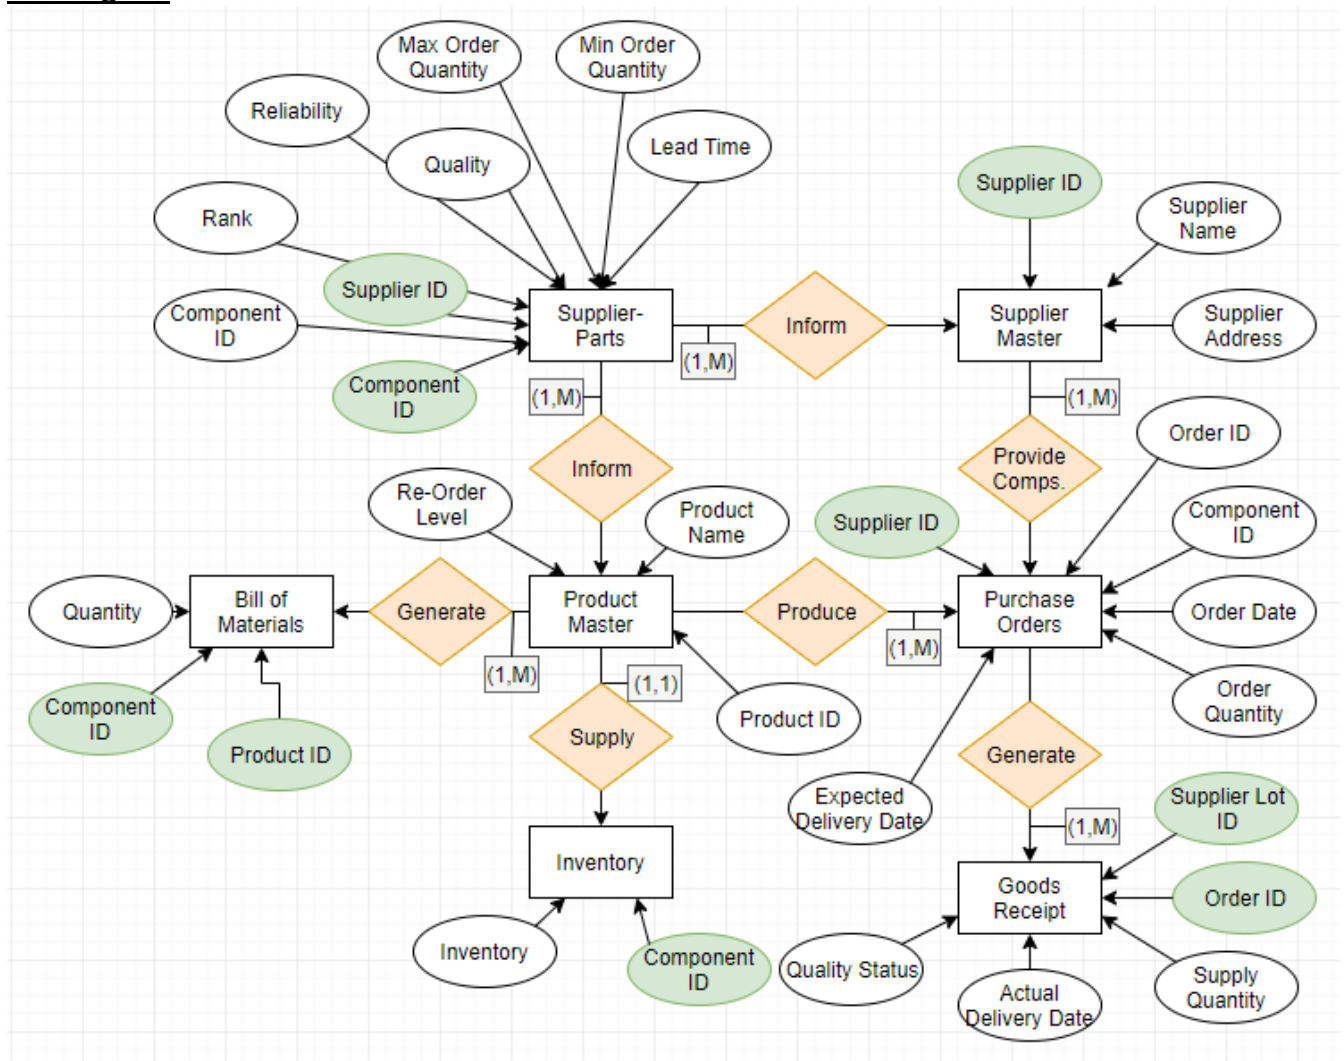 Max Order
Quantity
Min Order
Quantity
Reliability
Lead Time
Quality
Supplier ID
Rank
Supplier
Name
Supplier ID
Component
ID
Supplier-
Parts
Inform
Supplier
Master
Supplier
Address
(1,M)
Component
ID
(1,M)
(1,M)
Order ID
Inform
Provide
Comps.
Re-Order
Level
Product
Name
Supplier ID
Component
ID
Quantity
Bill of
Materials
Generate
Product
Master
Produce
Purchase
Orders
Order Date
(1,M)
(1,M)
(1,1)
Order
Quantity
Component
ID
Product ID
Product ID
Supply
Generate
Expected
Delivery Date
Supplier Lot
ID
(1,M)
Inventory
Goods
Receipt
Order ID
Inventory
Component
ID
Quality Status
Actual
Delivery Date
Supply
Quantity